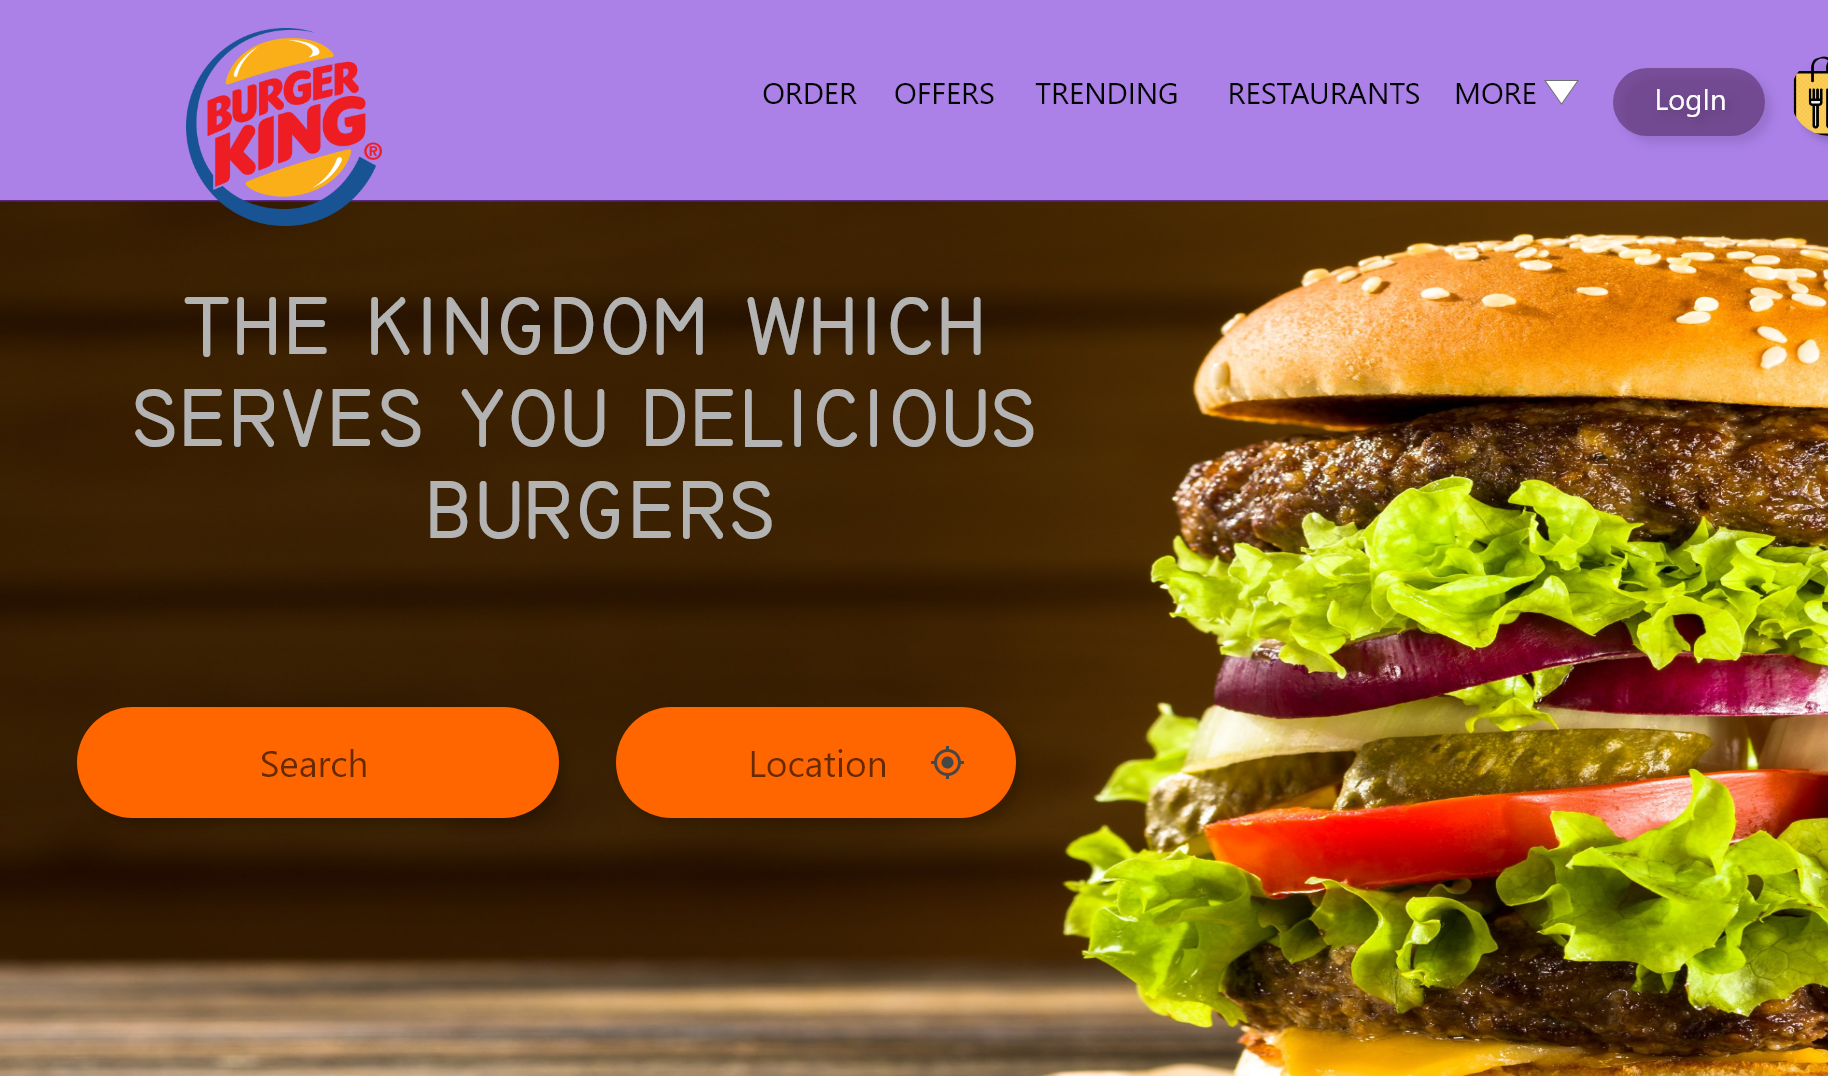 BURGER
KING®
ORDER OFFERS TRENDING RESTAURANTS MORE LogIn
THE KINGDOM WHICH
SERVES YOU DELICIOUS
BURGERS
Search Location